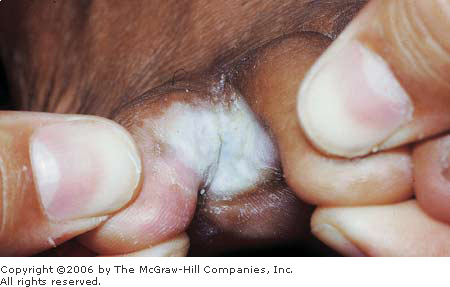 Copyright ©2006 by The McGraw-Hill Companies, Inc.
All rights reserved.